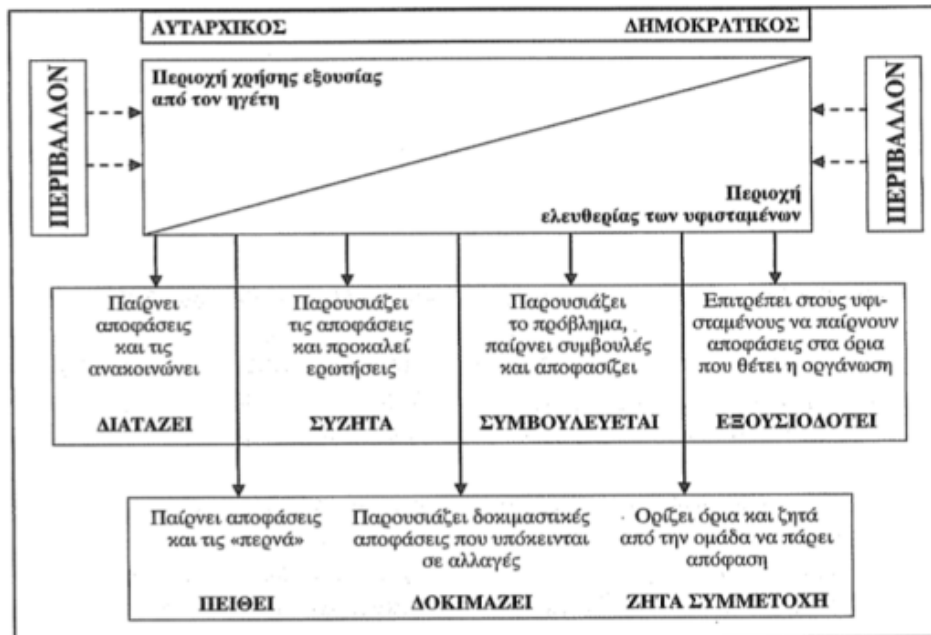 ΑΥΤΑΡΧΙΚΟΣ ΔΗΜΟΚΡΑΤΙΚΟΣ
ΠΕΡΙΒΑΛΛΟΝ
Περιοχή χρήσης εξουσίας
από τον ηγέτη
Περιοχή
ελευθερίας των υφισταμένων
ΠΕΡΙΒΑΛΛΟΝ
Παίρνει
αποφάσεις
και τις
ανακοινώνει
ΔΙΑΤΑΖΕΙ
Παρουσιάζει
τις αποφάσεις
και προκαλεί
ερωτήσεις
ΣΥΖΗΤΑ
Παρουσιάζει
το πρόβλημα,
παίρνει συμβουλές
και αποφασίζει
ΣΥΜΒΟΥΛΕΥΕΤΑΙ
Επιτρέπει στους υφι-
σταμένους να παίρνουν
αποφάσεις στα όρια
που θέτει η οργάνωση
ΕΞΟΥΣΙΟΔΟΤΕΙ
Παίρνει αποφάσεις
και τις «περνά»
ΠΕΙΘΕΙ
Παρουσιάζει δοκιμαστικές
αποφάσεις που υπόκεινται
σε αλλαγές
ΔΟΚΙΜΑΖΕΙ
Ορίζει όρια και ζητά
από την ομάδα να πάρει
απόφαση
ΖΗΤΑ ΣΥΜΜΕΤΟΧΗ